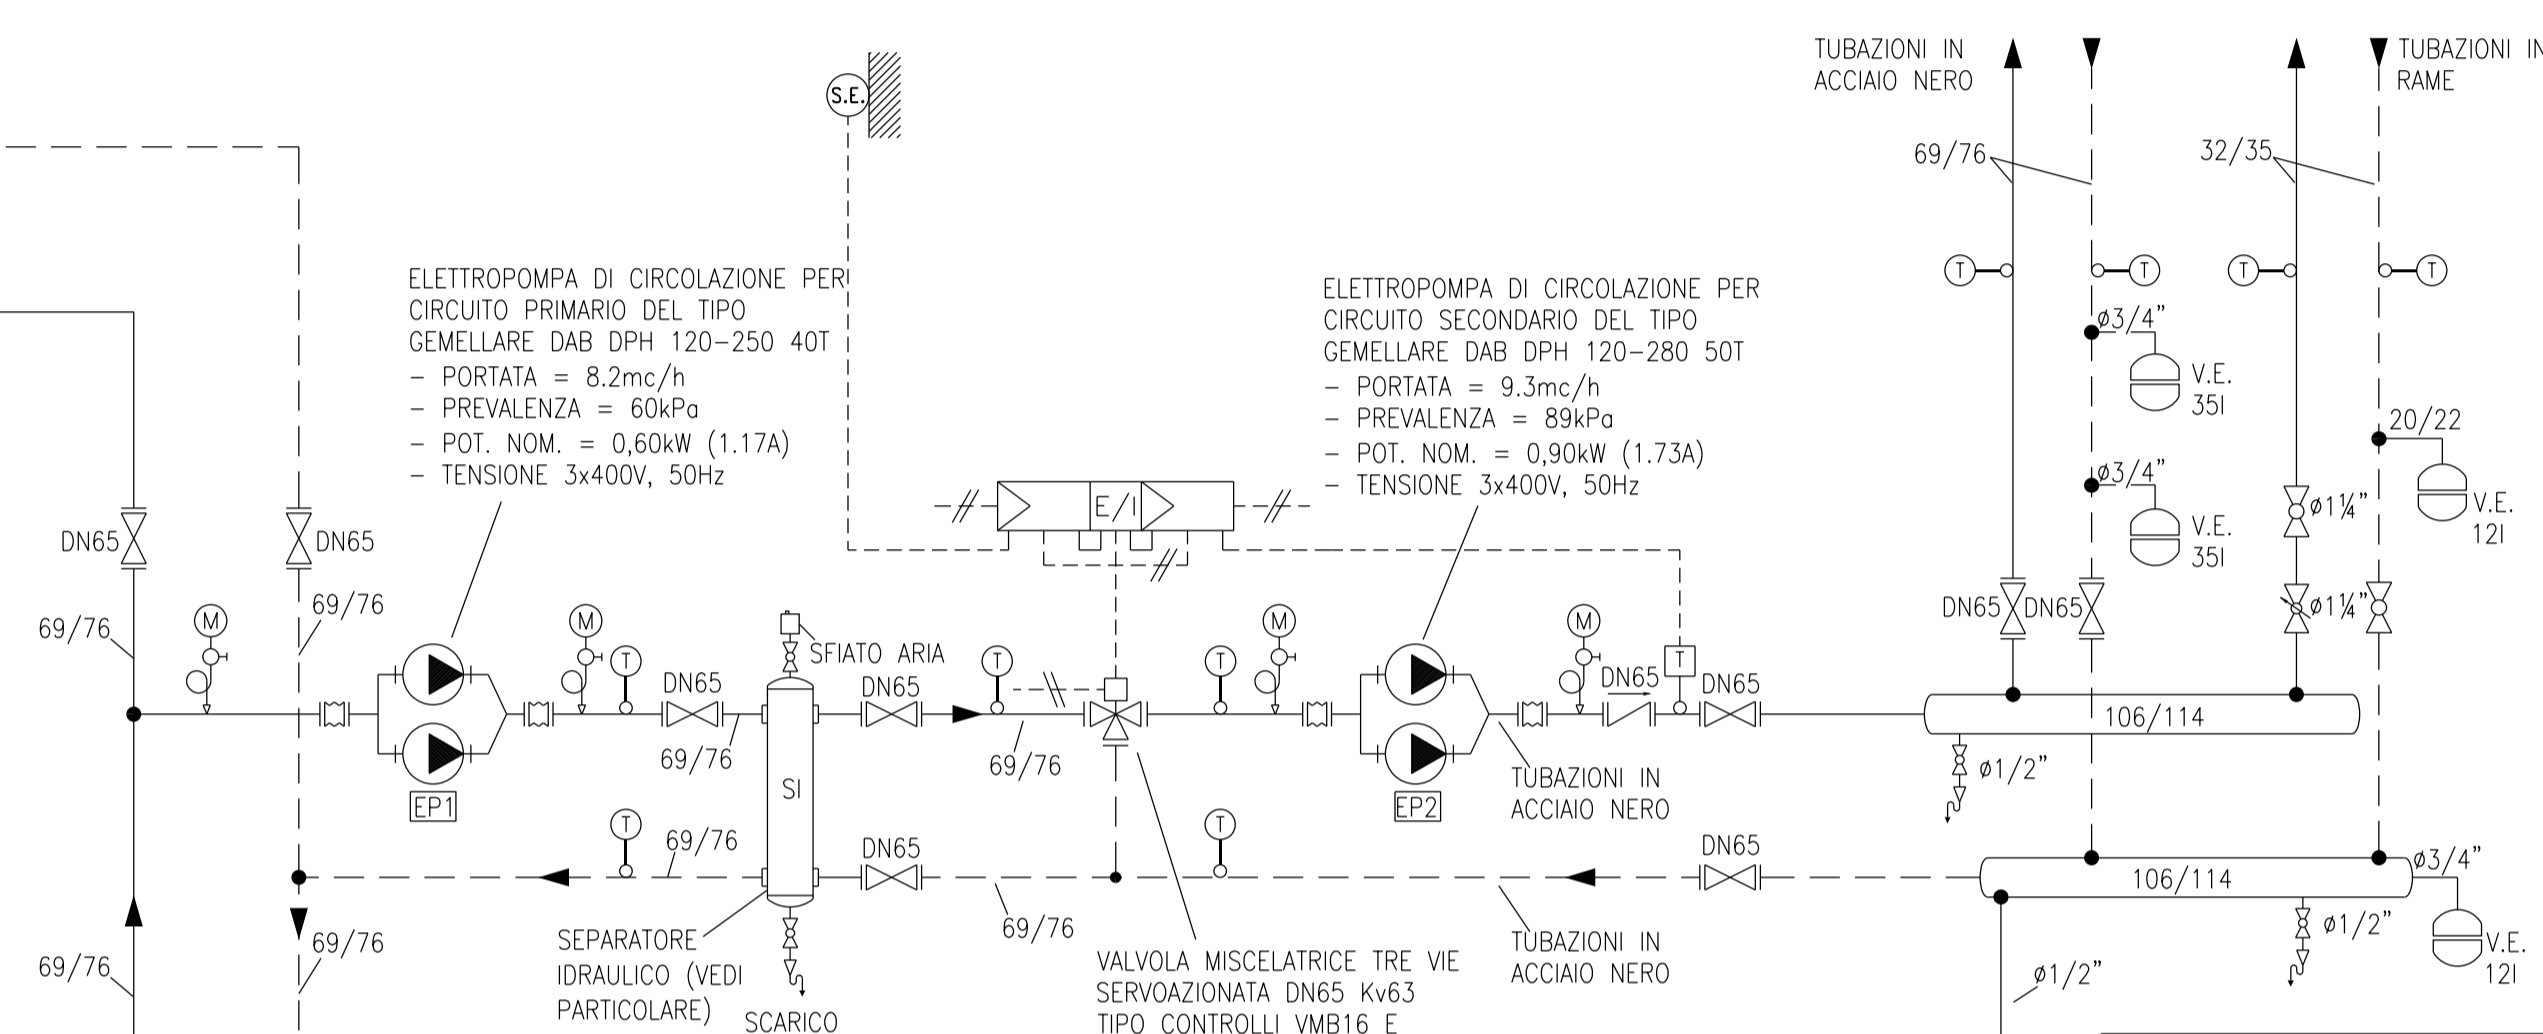 TUBAZIONI IN
ACCIAIO NERO
TUBAZIONI IN
RAME
S.E.
69/76
32/35
T
T
T
T
ELETTROPOMPA DI CIRCOLAZIONE PER
CIRCUITO PRIMARIO DEL TIPO
GEMELLARE DAB DPH 120-250 40T
- PORTATA = 8.2mc/h
- PREVALENZA = 60kPa
- POT. NOM. = 0,60kW (1.17A)
- TENSIONE 3x400V, 50Hz
ELETTROPOMPA DI CIRCOLAZIONE PER
CIRCUITO SECONDARIO DEL TIPO
GEMELLARE DAB DPH 120-280 50T
- PORTATA = 9.3mc/h
- PREVALENZA = 89kPa
- POT. NOM. = 0,90kW (1.73A)
- TENSIONE 3x400V, 50Hz
ø3/4"
V.E.
35l
ø3/4"
V.E.
35l
20/22
V.E.
12l
E/I
ø1¼"
ø1¼"
DN65
DN65
DN65
DN65
69/76
69/76
M
M
T
DN65
SFIATO ARIA
DN65
T
T
M
M
DN65
T
DN65
106/114
69/76
69/76
SI
EP1
EP2
TUBAZIONI IN
ACCIAIO NERO
ø1/2"
T
69/76
DN65
T
DN65
106/114
ø3/4"
V.E.
12l
69/76
69/76
69/76
SEPARATORE
IDRAULICO (VEDI
PARTICOLARE)
SCARICO
VALVOLA MISCELATRICE TRE VIE
SERVOAZIONATA DN65 Kv63
TIPO CONTROLLI VMB16 E
TUBAZIONI IN
ACCIAIO NERO
ø1/2"
ø1/2"